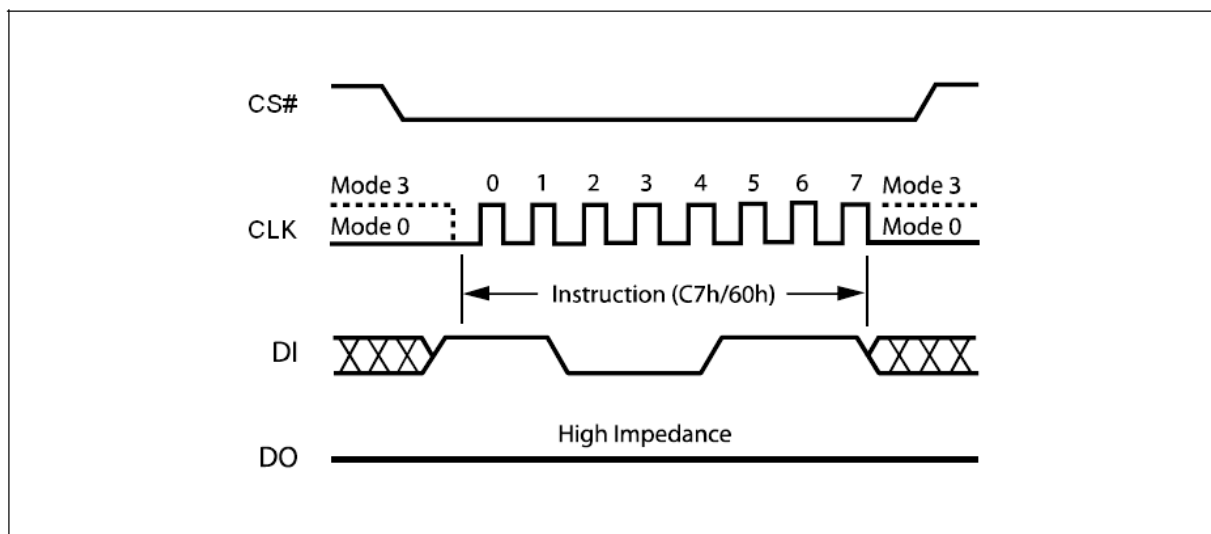 CS#
Mode 3 0 1 2 3 4 5 6 7 Mode 3
CLK Mode 0 Mode 0
Instruction (C7h/60h)
DI
High Impedance
DO